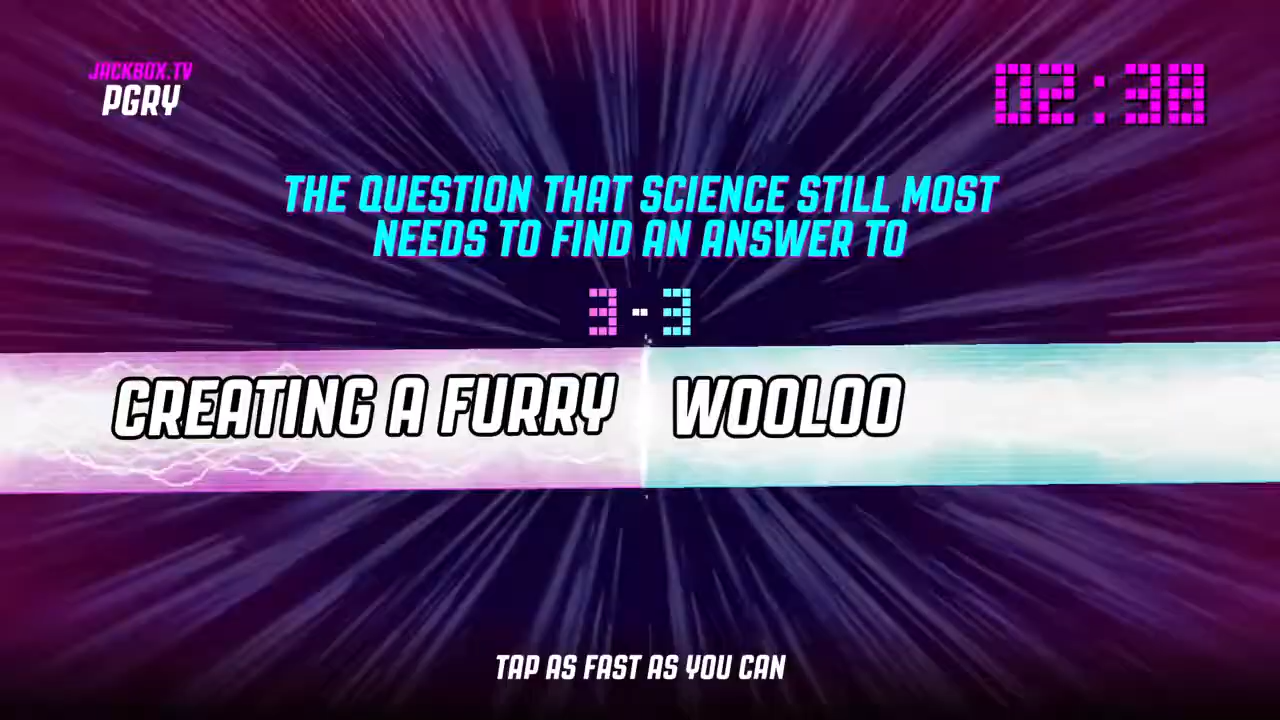 JACKBOX.TV
PGRY
02:38
THE QUESTION THAT SCIENCE STILL MOST
NEEDS TO FIND AN ANSWER TO
3-3
CREATING A FURRY
WOOLOO
TAP AS FAST AS YOU CAN